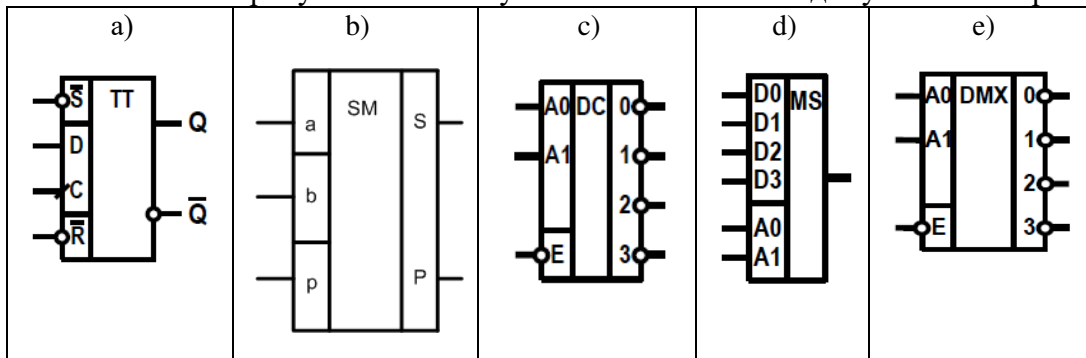 a)
b)
c)
d)
e)
S̅ TT
Q
D
C
Q̅
R̅
SM
a S
b
p P
A0 DC 0
A1 1
2
E 3
D0 MS
D1
D2
D3
A0
A1
A0 DMX 0
A1 1
2
E 3